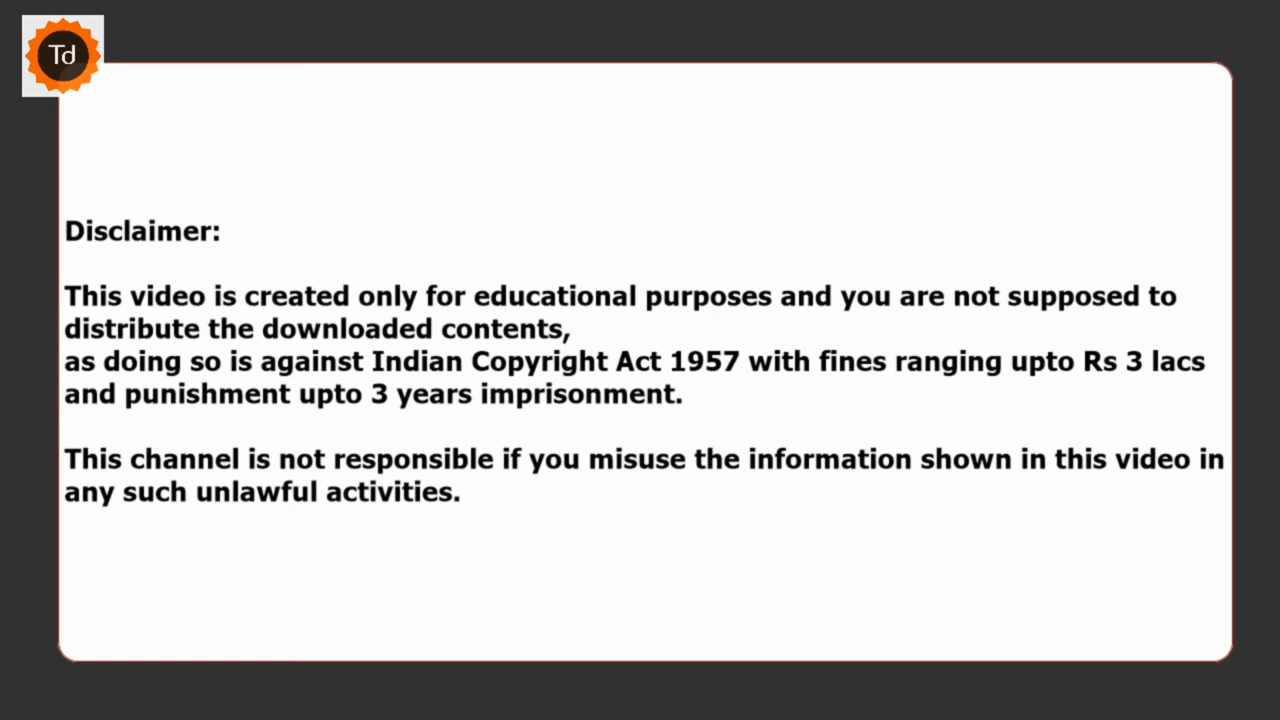 Td
Disclaimer:
This video is created only for educational purposes and you are not supposed to
distribute the downloaded contents,
as doing so is against Indian Copyright Act 1957 with fines ranging upto Rs 3 lacs
and punishment upto 3 years imprisonment.
This channel is not responsible if you misuse the information shown in this video in
any such unlawful activities.